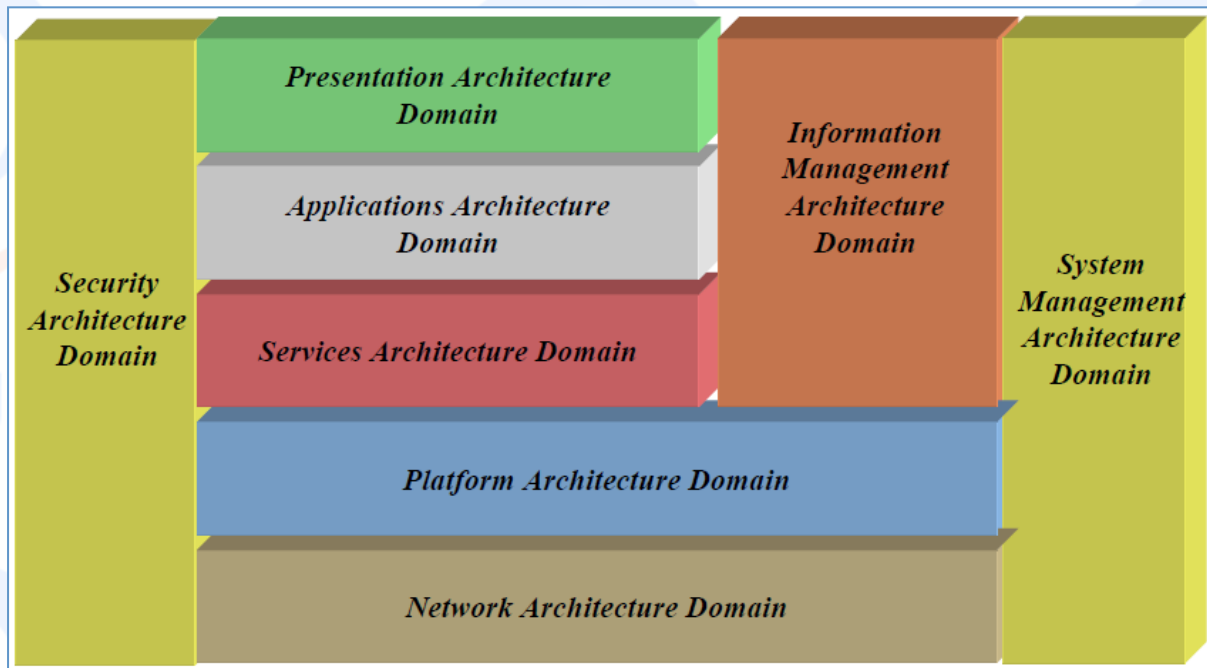 Security
Architecture
Domain
Presentation Architecture
Domain
Applications Architecture
Domain
Services Architecture Domain
Information
Management
Architecture
Domain
System
Management
Architecture
Domain
Platform Architecture Domain
Network Architecture Domain